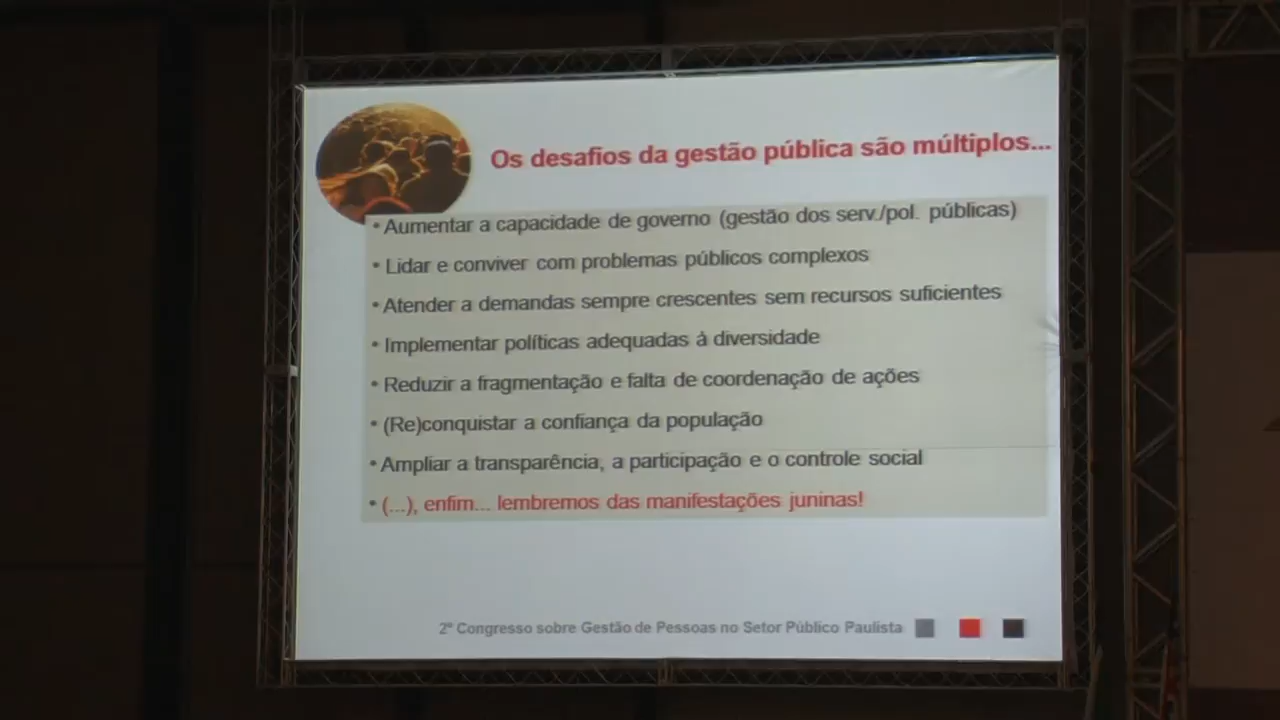 Os desafios da gestão pública são múltiplos...
• Aumentar a capacidade de governo (gestão dos serv./pol. públicas)
• Lidar e conviver com problemas públicos complexos
• Atender a demandas sempre crescentes sem recursos suficientes
• Implementar políticas adequadas à diversidade
• Reduzir a fragmentação e falta de coordenação de ações
• (Re)conquistar a confiança da população
• Ampliar a transparência, a participação e o controle social
• (...), enfim... lembremos das manifestações juninas!
2º Congresso sobre Gestão de Pessoas no Setor Público Paulista